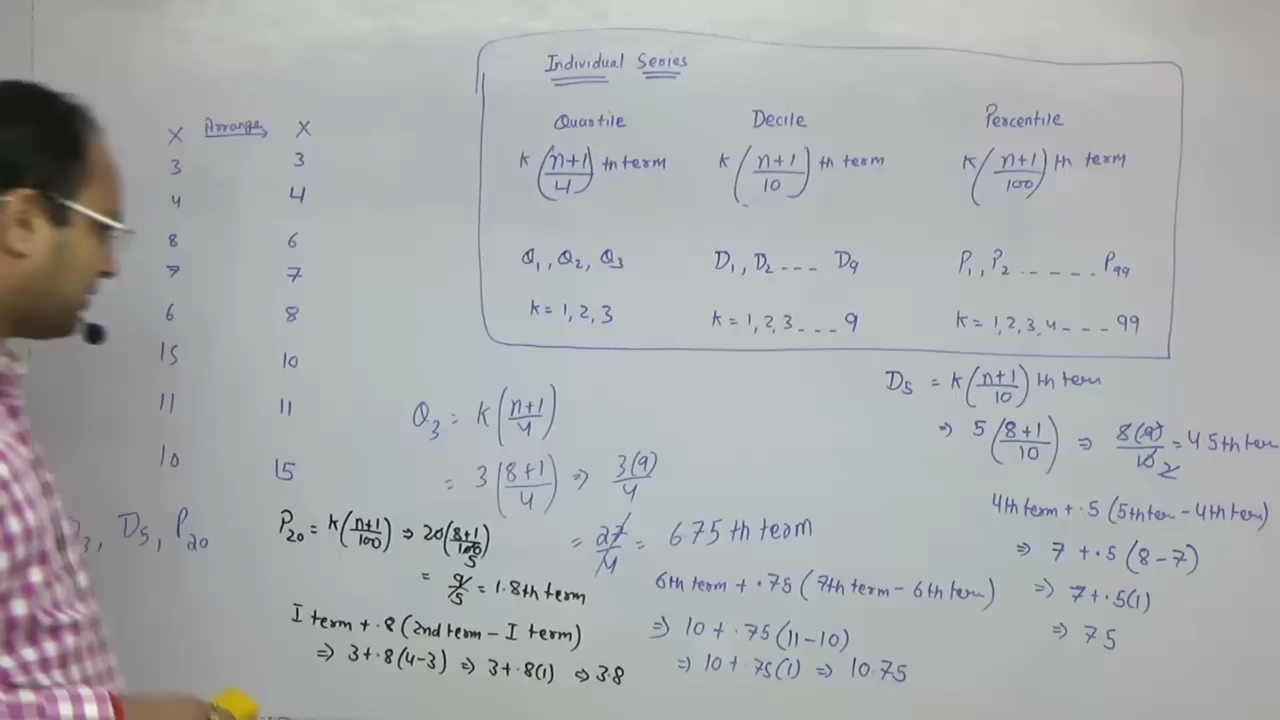 Individual Series
Quartile Decile Percentile
K (n+1/4) th term K (n+1/10) th term K (n+1/100) th term
Q1, Q2, Q3 D1, D2 --- D9 P1, P2 ----- P99
K = 1, 2, 3 K = 1, 2, 3 --- 9 K = 1, 2, 3, 4 --- 99
X Arrange X
3 3
4 4
8 6
7 7
6 8
15 10
11 11
10 15
3, D5, P20
P20 = K(n+1/100) ⇒ 20(8+1/100) 5
= 9/5 = 1.8th term
I term + .8 (2nd term - I term)
⇒ 3+.8(4-3) ⇒ 3+.8(1) ⇒ 3.8
Q3 = K (n+1/4)
= 3 (8+1/4) ⇒ 3(9)/4
= 27/4 = 6 75 th term
6th term + .75 (7th term - 6th term)
⇒ 10 + .75 (11-10)
⇒ 10 + .75(1) ⇒ 10.75
D5 = K (n+1/10) th term
⇒ 5 (8+1/10) ⇒ (9)/10 2 = 4 5th ter
4th term + .5 (5th ter - 4th term)
⇒ 7 + .5 (8-7)
⇒ 7+.5(1)
⇒ 7 5